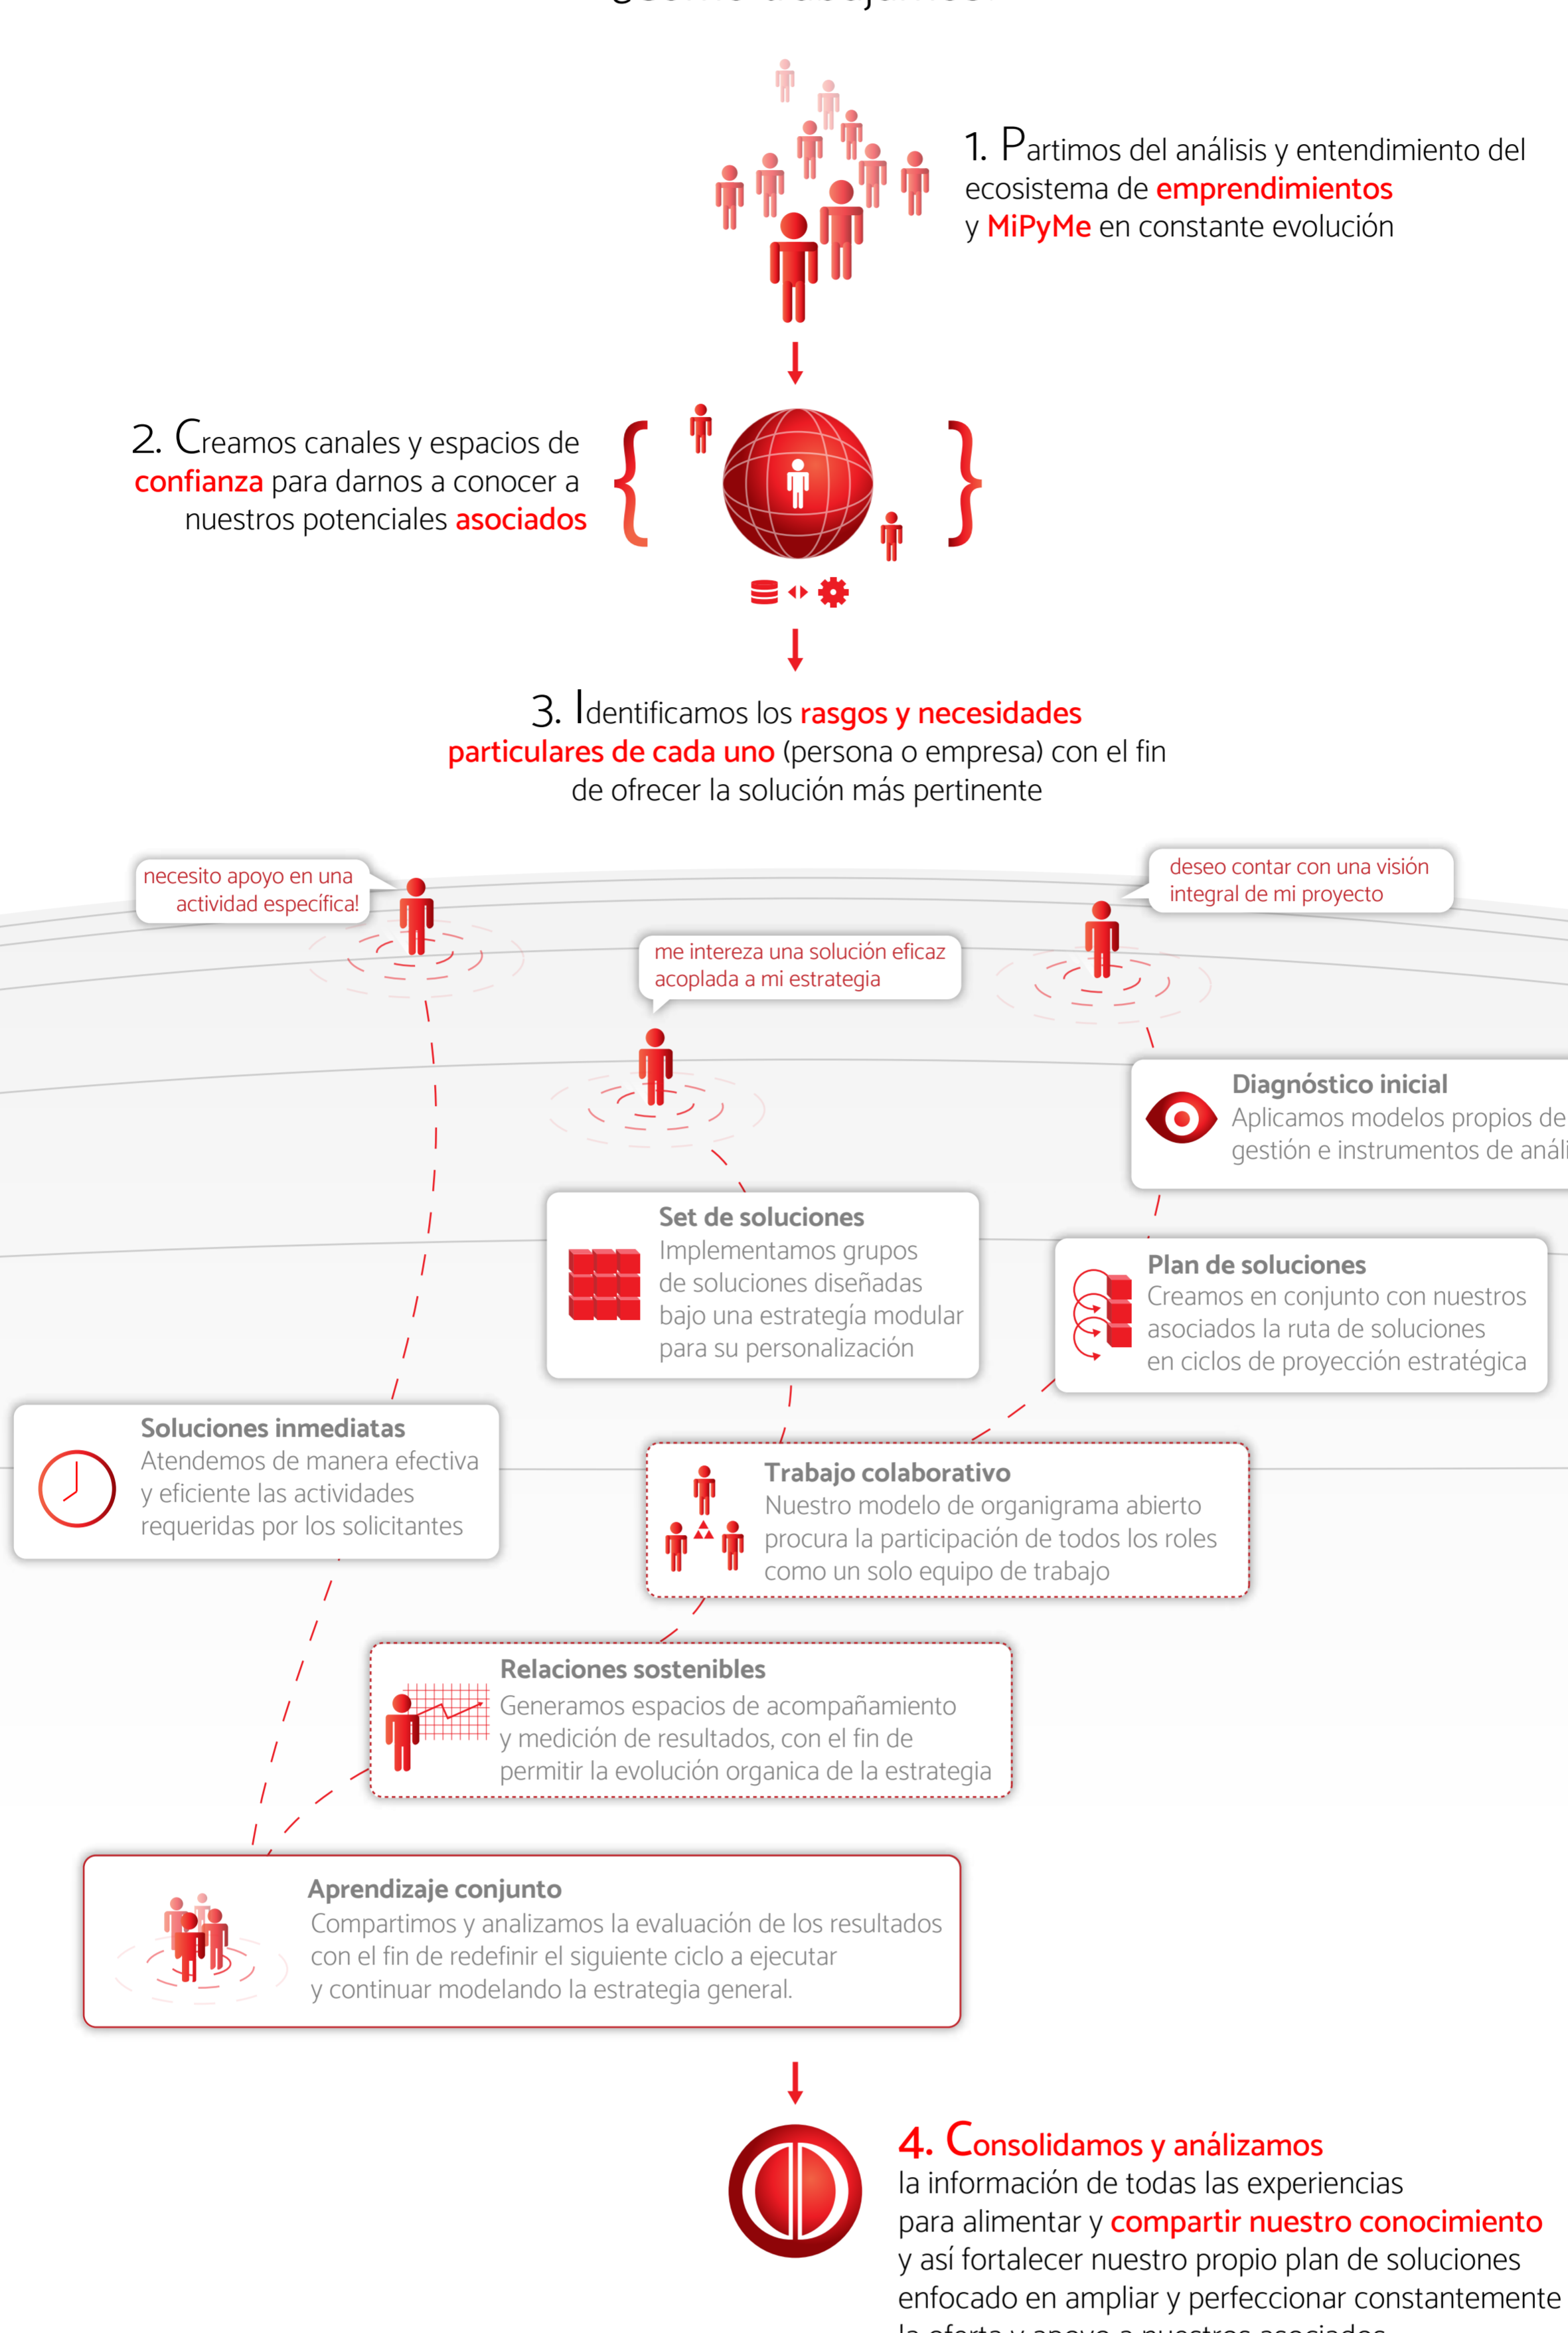 1. Partimos del análisis y entendimiento del
ecosistema de emprendimientos
y MiPyMe en constante evolución
2. Creamos canales y espacios de
confianza para darnos a conocer a
nuestros potenciales asociados
3. Identificamos los rasgos y necesidades
particulares de cada uno (persona o empresa) con el fin
de ofrecer la solución más pertinente
necesito apoyo en una
actividad específica!
deseo contar con una visión
integral de mi proyecto
me intereza una solución eficaz
acoplada a mi estrategia
Diagnóstico inicial
Aplicamos modelos propios de
gestión e instrumentos de
Set de soluciones
Implementamos grupos
de soluciones diseñadas
bajo una estrategía modular
para su personalización
Plan de soluciones
Creamos en conjunto con nuestros
asociados la ruta de soluciones
en ciclos de proyección estratégica
Soluciones inmediatas
Atendemos de manera efectiva
y eficiente las actividades
requeridas por los solicitantes
Trabajo colaborativo
Nuestro modelo de organigrama abierto
procura la participación de todos los roles
como un solo equipo de trabajo
Relaciones sostenibles
Generamos espacios de acompañamiento
y medición de resultados, con el fin de
permitir la evolución organica de la estrategia
Aprendizaje conjunto
Compartimos y analizamos la evaluación de los resultados
con el fin de redefinir el siguiente ciclo a ejecutar
y continuar modelando la estrategia general.
4. Consolidamos y análizamos
la información de todas las experiencias
para alimentar y compartir nuestro conocimiento
y así fortalecer nuestro propio plan de soluciones
enfocado en ampliar y perfeccionar constantemente